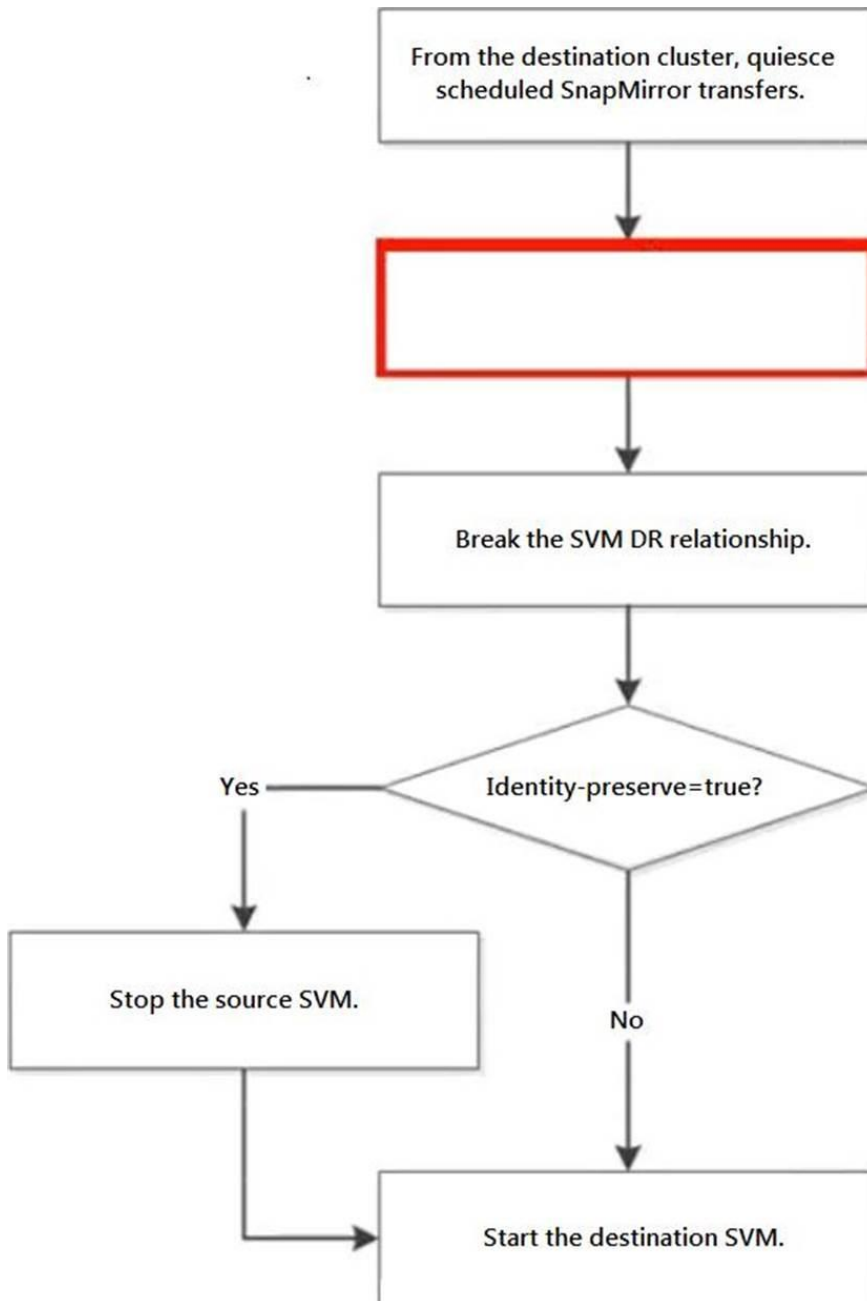 From the destination cluster, quiesce
scheduled SnapMirror transfers.
Break the SVM DR relationship.
Identity-preserve=true?
Yes
Stop the source SVM.
No
Start the destination SVM.